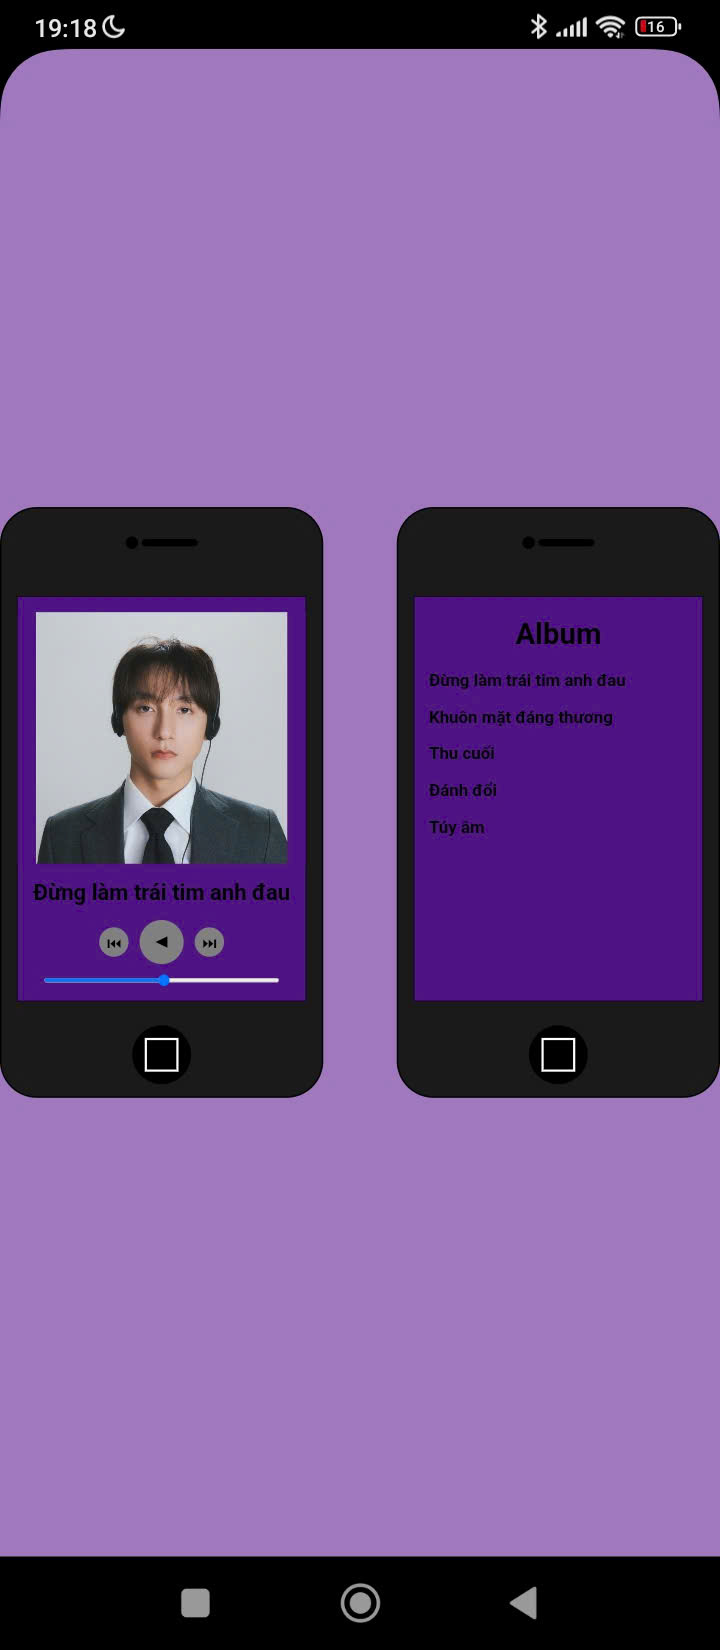 19:18
16
Đừng làm trái tim anh đau
Album
Đừng làm trái tim anh đau
Khuôn mặt đáng thương
Thu cuối
Đánh đổi
Túy âm